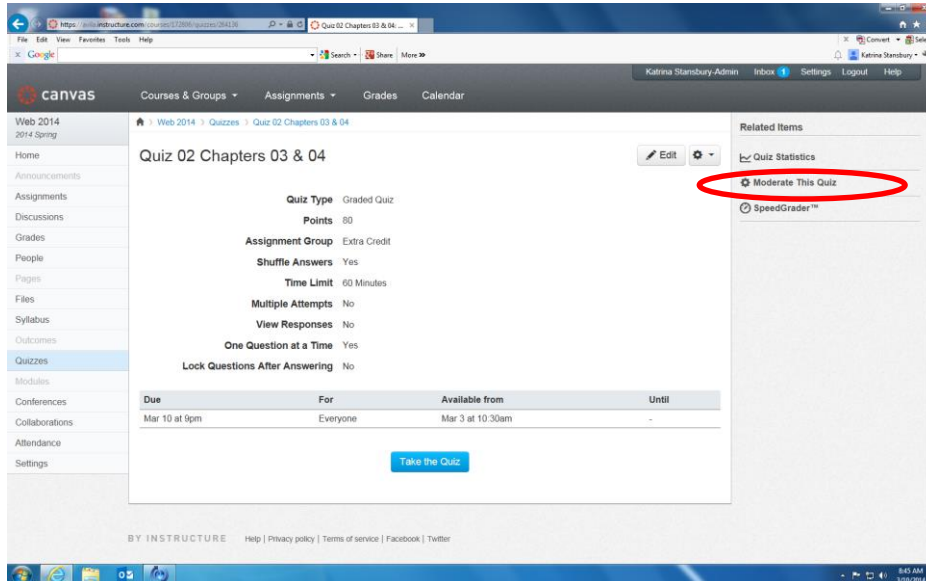 https://avila.instructure.com/courses/172806/quizzes/264136
Quiz 02 Chapters 03 & 04: ...
File Edit View Favorites Tools Help
x Convert Sele
x Google Search Share More >>
Katrina Stansbury
Katrina Stansbury-Admin Inbox 1 Settings Logout Help
canvas Courses & Groups Assignments Grades Calendar
Web 2014
2014 Spring
Web 2014 Quizzes Quiz 02 Chapters 03 & 04
Related Items
Home
Quiz 02 Chapters 03 & 04
Edit
Quiz Statistics
Announcements
Moderate This Quiz
Assignments
Quiz Type Graded Quiz
SpeedGrader™
Discussions
Points 80
Grades
Assignment Group Extra Credit
People
Shuffle Answers Yes
Pages
Time Limit 60 Minutes
Files
Multiple Attempts No
Syllabus
View Responses No
Outcomes
One Question at a Time Yes
Quizzes
Lock Questions After Answering No
Modules
Conferences
Due For Available from Until
Collaborations
Mar 10 at 9pm Everyone Mar 3 at 10:30am -
Attendance
Settings
Take the Quiz
BY INSTRUCTURE Help | Privacy policy | Terms of service | Facebook | Twitter
8:45 AM
3/10/2014